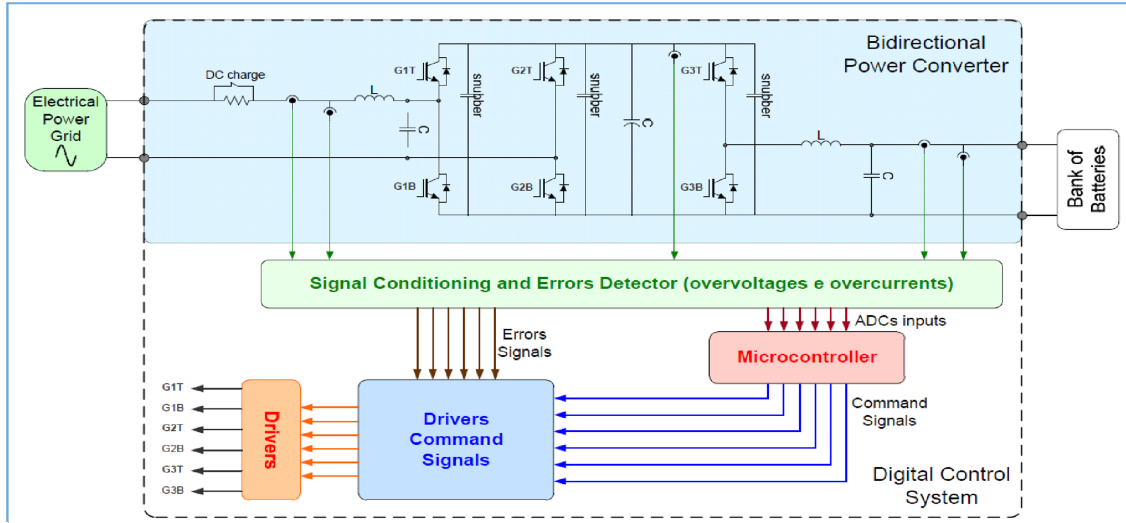 Bidirectional
Power Converter
DC charge
Electrical
Power
Grid
L
C
G1T
snubber
G2T
snubber
C
G3T
snubber
L
C
G1B
G2B
G3B
Bank of
Batteries
Signal Conditioning and Errors Detector (overvoltages e overcurrents)
Errors
Signals
ADCs inputs
Microcontroller
Command
Signals
Drivers
Command
Signals
Drivers
G1T
G1B
G2T
G2B
G3T
G3B
Digital Control
System